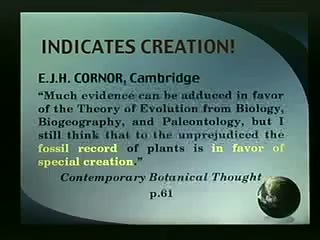 INDICATES CREATION!
E.J.H. CORNOR, Cambridge
“Much evidence can be adduced in favor
of the Theory of Evolution from Biology,
Biogeography, and Paleontology, but I
still think that to the unprejudiced the
fossil record of plants is in favor of
special creation.”
Contemporary Botanical Thought
p.61